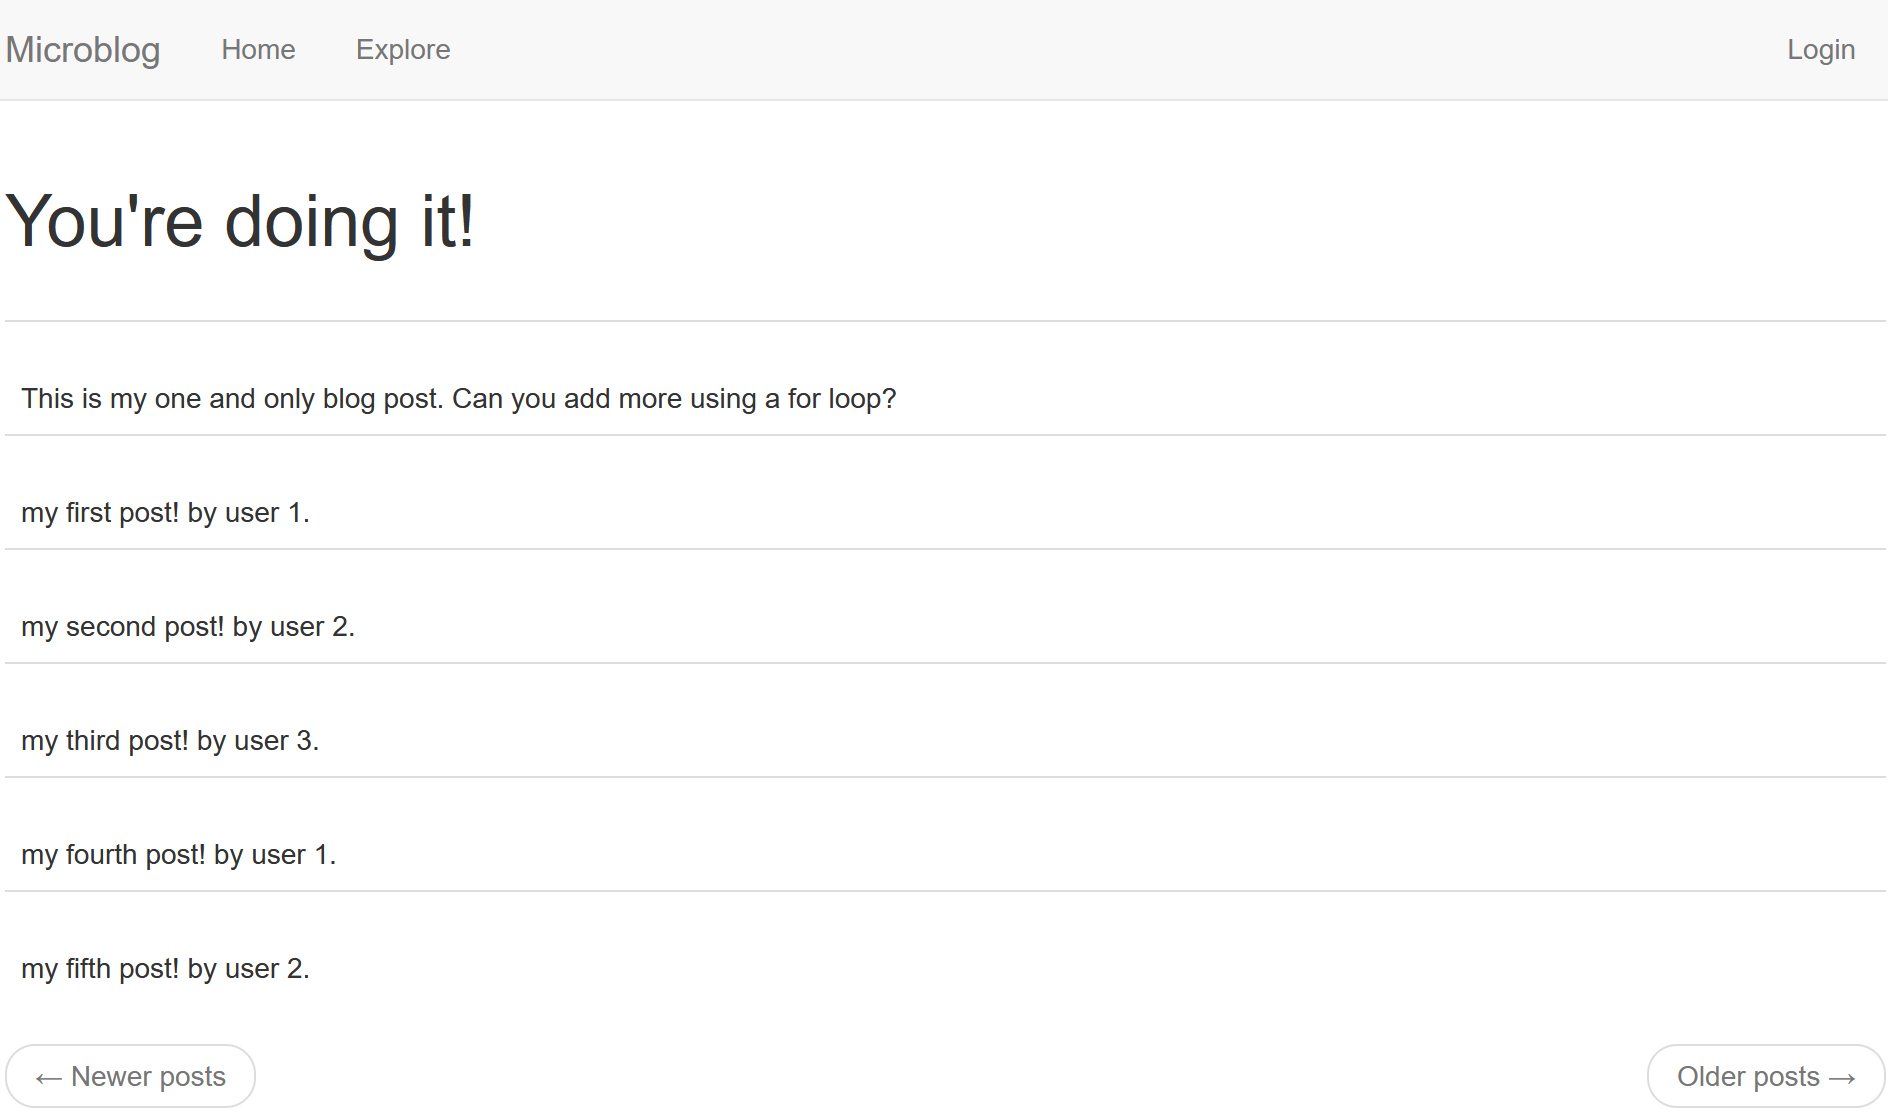 Microblog Home Explore Login
You're doing it!
This is my one and only blog post. Can you add more using a for loop?
my first post! by user 1.
my second post! by user 2.
my third post! by user 3.
my fourth post! by user 1.
my fifth post! by user 2.
← Newer posts Older posts →